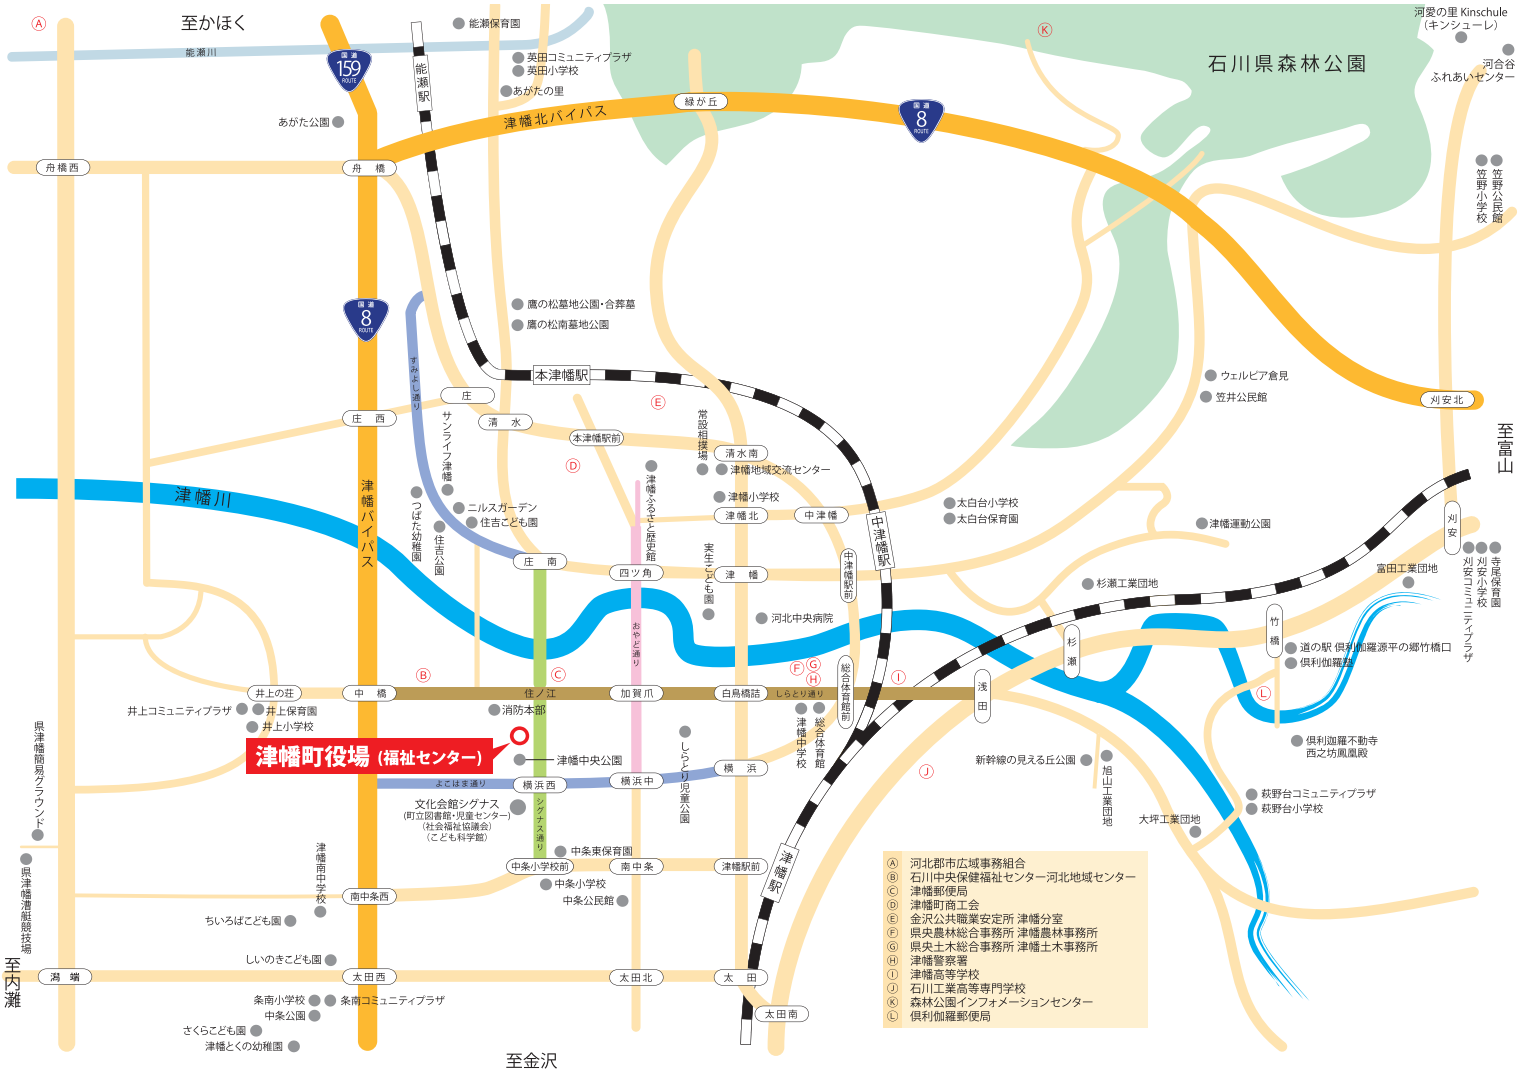 Ⓐ
至かほく
能瀬川
国道
159
ROUTE
能瀬駅
能瀬保育園
英田コミュニティプラザ
英田小学校
あがたの里
あがた公園
津幡北バイパス
緑が丘
国道
8
ROUTE
Ⓚ
石川県森林公園
河愛の里 Kinschule
(キンシューレ)
河合谷
ふれあいセンター
笠野小学校
笠野公民館
舟橋西
舟橋
国道
8
ROUTE
すみよし通り
鷹の松墓地公園・合葬墓
鷹の松南墓地公園
本津幡駅
Ⓔ
庄
庄西
清水
本津幡駅前
サンライフ津幡
常設相撲場
清水南
津幡地域交流センター
Ⓓ
ウェルピア倉見
笠井公民館
刈安北
至富山
津幡川
津幡バイパス
つばた幼稚園
住吉公園
ニルスガーデン
住吉こども園
津幡ふるさと歴史館
津幡小学校
津幡北
中津幡
中津幡駅
太白台小学校
太白台保育園
津幡運動公園
刈安
庄南
四ツ角
実生こども園
津幡
中津幡駅前
杉瀬工業団地
富田工業団地
刈安コミュニティプラザ
刈安小学校
寺尾保育園
おやど通り
河北中央病院
杉瀬
竹橋
道の駅 倶利伽羅源平の郷竹橋口
倶利伽羅塾
Ⓑ
Ⓒ
Ⓕ
Ⓖ
Ⓗ
Ⓘ
Ⓛ
井上の荘
中橋
住ノ江
加賀爪
白鳥橋詰
しらとり通り
総合体育館前
浅田
井上コミュニティプラザ
井上保育園
井上小学校
消防本部
津幡中学校
総合体育館
津幡町役場 (福祉センター)
津幡中央公園
しらとり児童公園
新幹線の見える丘公園
旭山工業団地
倶利迦羅不動寺
西之坊鳳凰殿
県津幡簡易グラウンド
よこはま通り
横浜西
横浜中
横浜
Ⓙ
文化会館シグナス
(町立図書館・児童センター)
(社会福祉協議会)
(こども科学館)
シグナス通り
萩野台コミュニティプラザ
萩野台小学校
大坪工業団地
県津幡漕艇競技場
津幡南中学校
中条東保育園
中条小学校前
南中条
津幡駅前
津幡駅
南中条西
中条小学校
中条公民館
ちいろばこども園
しいのきこども園
至内灘
潟端
太田西
太田北
太田
太田南
条南小学校
条南コミュニティプラザ
中条公園
さくらこども園
津幡とくの幼稚園
至金沢
Ⓐ 河北郡市広域事務組合
Ⓑ 石川中央保健福祉センター河北地域センター
Ⓒ 津幡郵便局
Ⓓ 津幡町商工会
Ⓔ 金沢公共職業安定所 津幡分室
Ⓕ 県央農林総合事務所 津幡農林事務所
Ⓖ 県央土木総合事務所 津幡土木事務所
Ⓗ 津幡警察署
Ⓘ 津幡高等学校
Ⓙ 石川工業高等専門学校
Ⓚ 森林公園インフォメーションセンター
Ⓛ 倶利伽羅郵便局